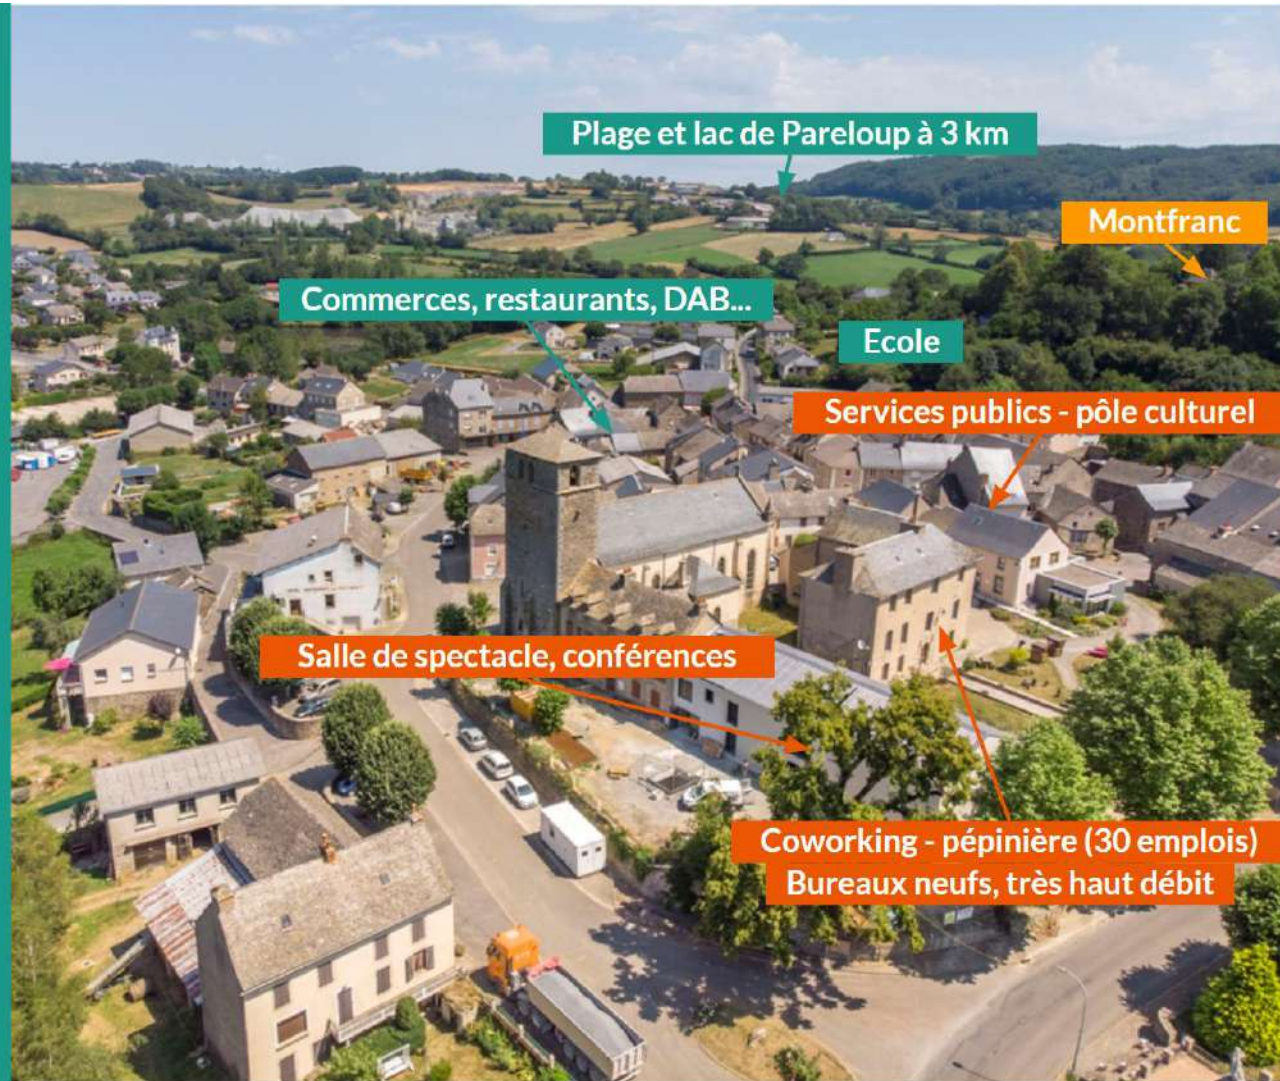 Plage et lac de Pareloup à 3 km
Montfranc
Commerces, restaurants, DAB...
Ecole
Services publics - pôle culturel
Salle de spectacle, conférences
Coworking - pépinière (30 emplois)
Bureaux neufs, très haut débit